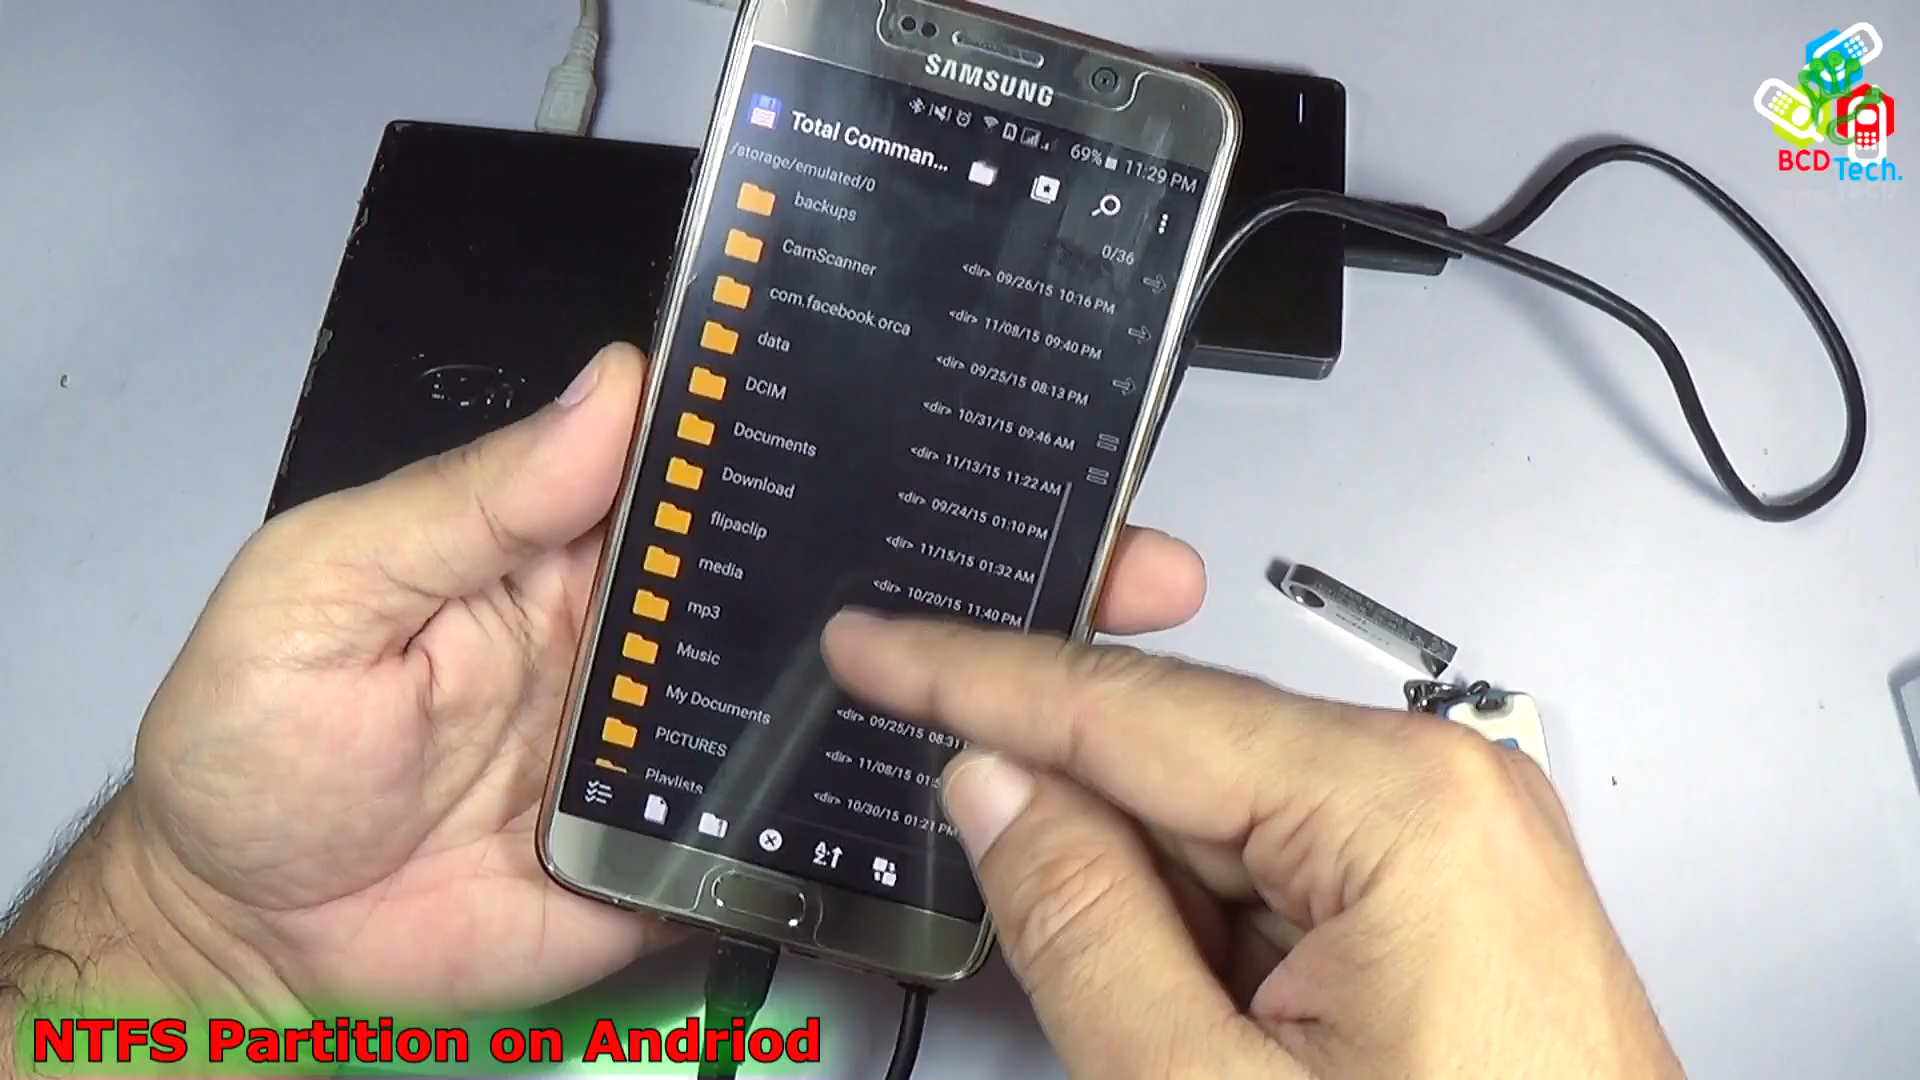 BCD Tech.
SAMSUNG
69% 11:29 PM
Total Comman...
/storage/emulated/0
0/36
backups
<dir> 09/26/15 10:16 PM
CamScanner
<dir> 11/08/15 09:40 PM
com.facebook.orca
<dir> 09/25/15 08:13 PM
data
<dir> 10/31/15 09:46 AM
DCIM
<dir> 11/13/15 11:22 AM
Documents
<dir> 09/24/15 01:10 PM
Download
<dir> 11/15/15 01:32 AM
flipaclip
<dir> 10/20/15 11:40 PM
media
mp3
Music
<dir> 09/25/15 08:31
My Documents
<dir> 11/08/15
PICTURES
<dir> 10/30/15 01:21 PM
Playlists
NTFS Partition on Andriod